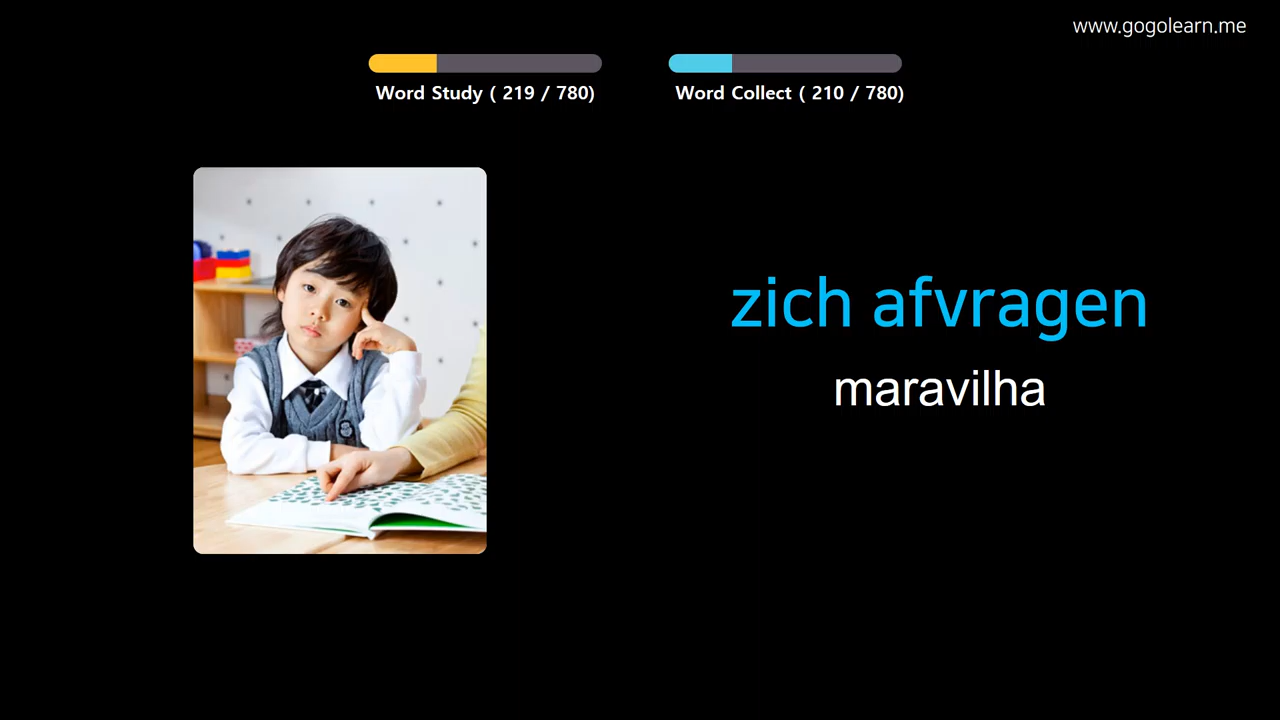 www.gogolearn.me
Word Study ( 219 / 780)
Word Collect ( 210 / 780)
zich afvragen
maravilha